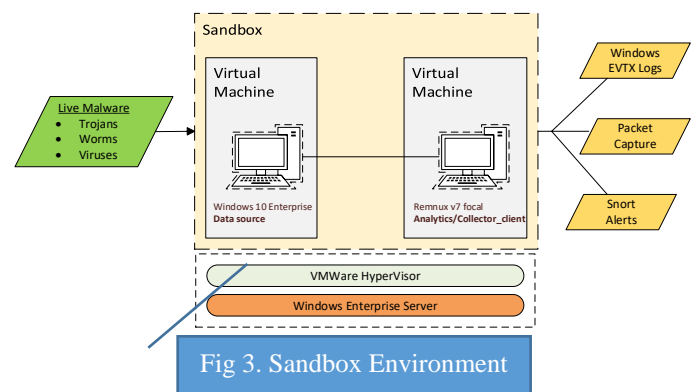 Sandbox
Virtual
Machine
Virtual
Machine
Live Malware
• Trojans
• Worms
• Viruses
Windows 10 Enterprise
Data source
Remnux v7 focal
Analytics/Collector_client
Windows
EVTX Logs
Packet
Capture
Snort
Alerts
VMWare HyperVisor
Windows Enterprise Server
Fig 3. Sandbox Environment